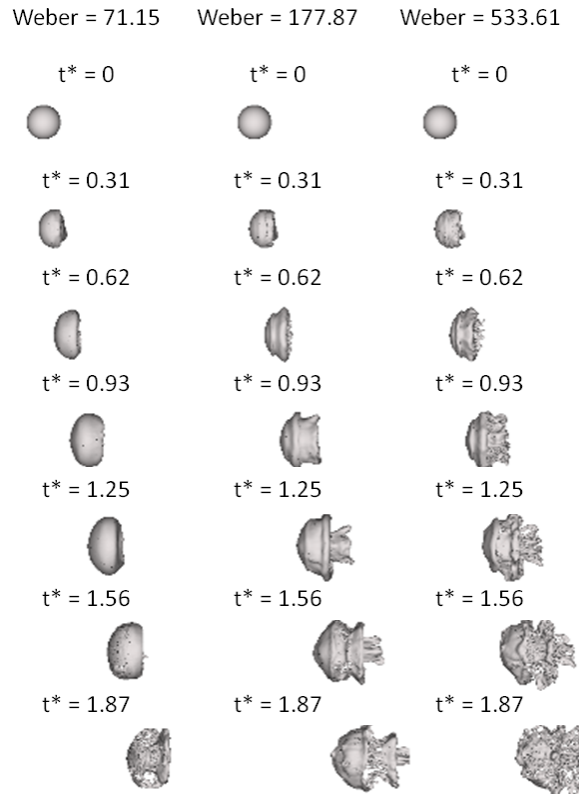 Weber = 71.15 Weber = 177.87 Weber = 533.61
t* = 0 t* = 0 t* = 0
t* = 0.31 t* = 0.31 t* = 0.31
t* = 0.62 t* = 0.62 t* = 0.62
t* = 0.93 t* = 0.93 t* = 0.93
t* = 1.25 t* = 1.25 t* = 1.25
t* = 1.56 t* = 1.56 t* = 1.56
t* = 1.87 t* = 1.87 t* = 1.87